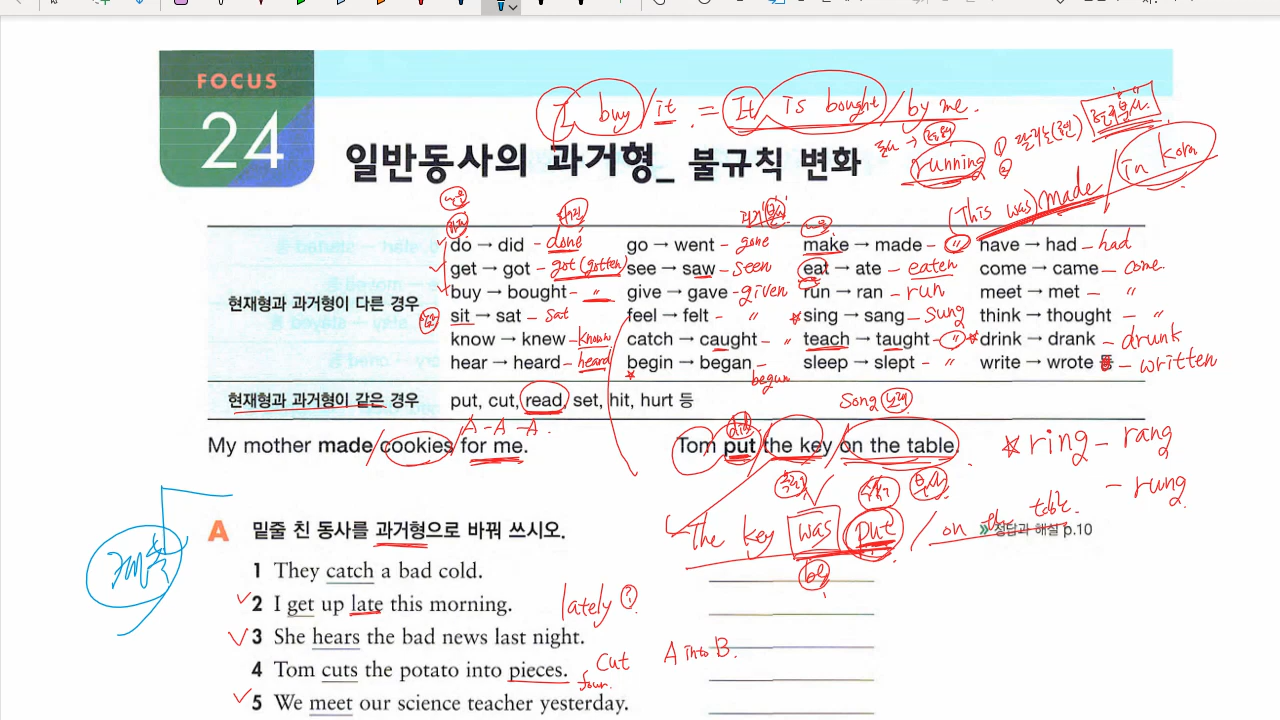 FOCUS
24
I buy / it = It is bought / by me.
일반동사의 과거형_ 불규칙 변화
running
(This was) made / in Korea
do → did - done go → went - gone make → made - " have → had - had
get → got - got (gotten) see → saw - seen eat → ate - eaten come → came - come
현재형과 과거형이 다른 경우 buy → bought - " give → gave - given run → ran - run meet → met - "
sit → sat - sat feel → felt - " sing → sang - sung think → thought - "
know → knew - known catch → caught - " teach → taught - " drink → drank - drunk
hear → heard - heard begin → began - begun sleep → slept - " write → wrote 등 - written
현재형과 과거형이 같은 경우 put, cut, read, set, hit, hurt 등
A - A - A
Song 노래
My mother made / cookies / for me. Tom put the key / on the table.
did
ring - rang - rung
The key was put / on the table.
be
정답과 해설 p.10
A 밑줄 친 동사를 과거형으로 바꿔 쓰시오.
1 They catch a bad cold.
2 I get up late this morning. lately ?
3 She hears the bad news last night.
4 Tom cuts the potato into pieces. four cut A into B.
5 We meet our science teacher yesterday.